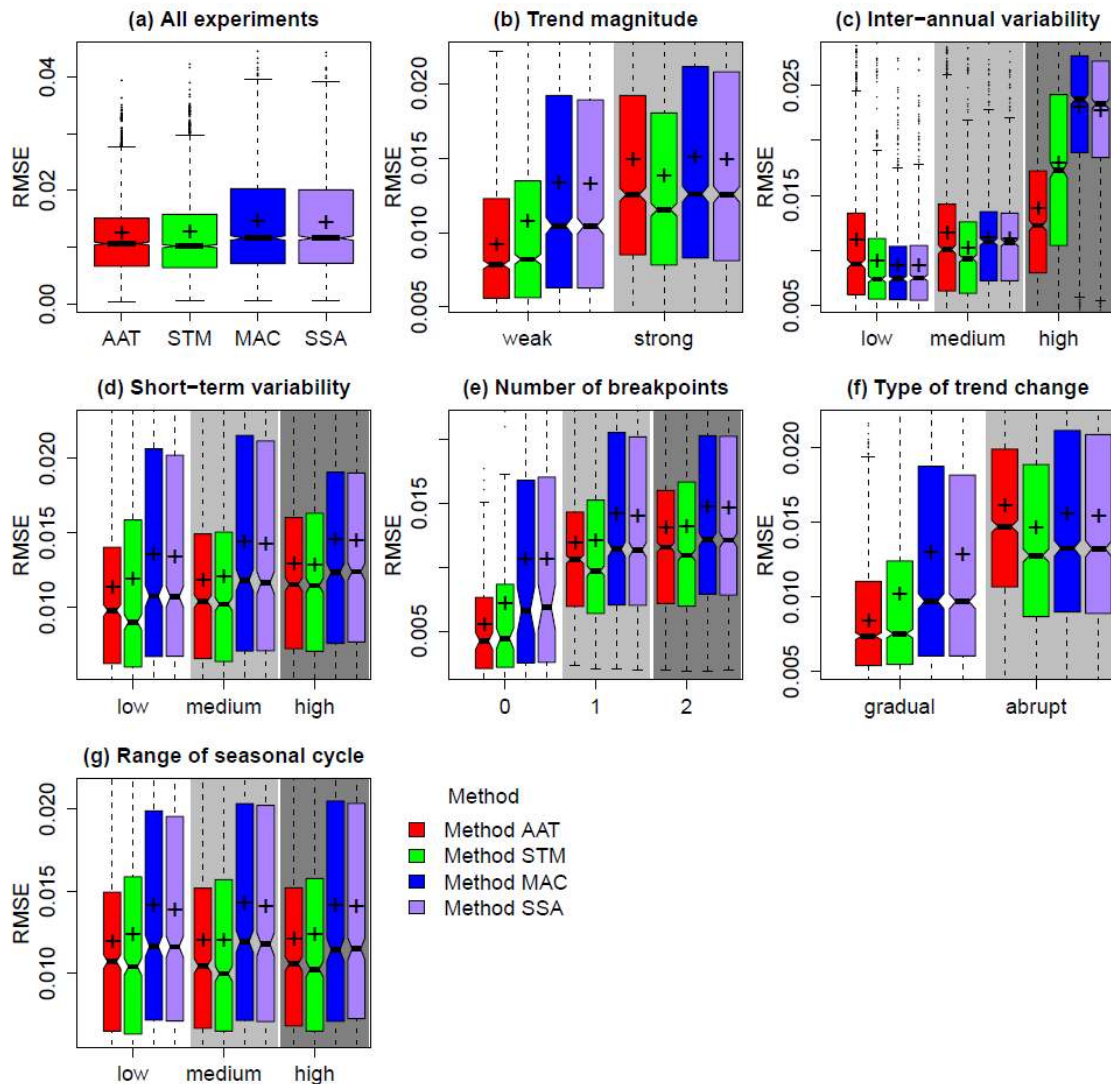 (a) All experiments
(b) Trend magnitude
(c) Inter−annual variability
RMSE
0.00
0.02
0.04
AAT STM MAC SSA
RMSE
0.005
0.010
0.015
0.020
weak strong
RMSE
0.005
0.015
0.025
low medium high
(d) Short−term variability
(e) Number of breakpoints
(f) Type of trend change
RMSE
0.010
0.015
0.020
low medium high
RMSE
0.005
0.015
0 1 2
RMSE
0.005
0.010
0.015
0.020
gradual abrupt
(g) Range of seasonal cycle
RMSE
0.010
0.015
0.020
low medium high
Method
Method AAT
Method STM
Method MAC
Method SSA